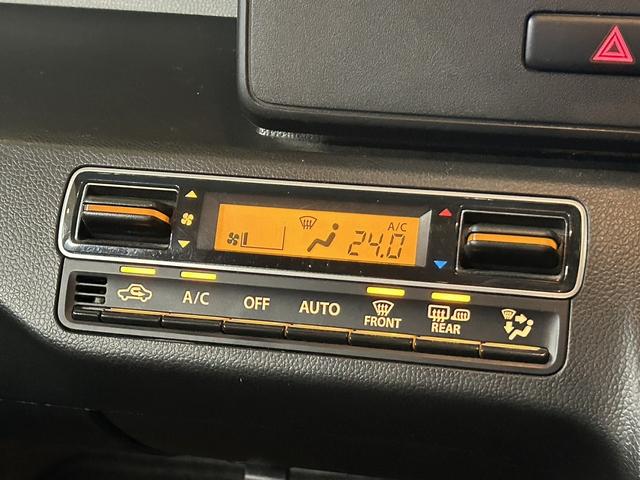 A/C
24.0
A/C
OFF
AUTO
FRONT
REAR